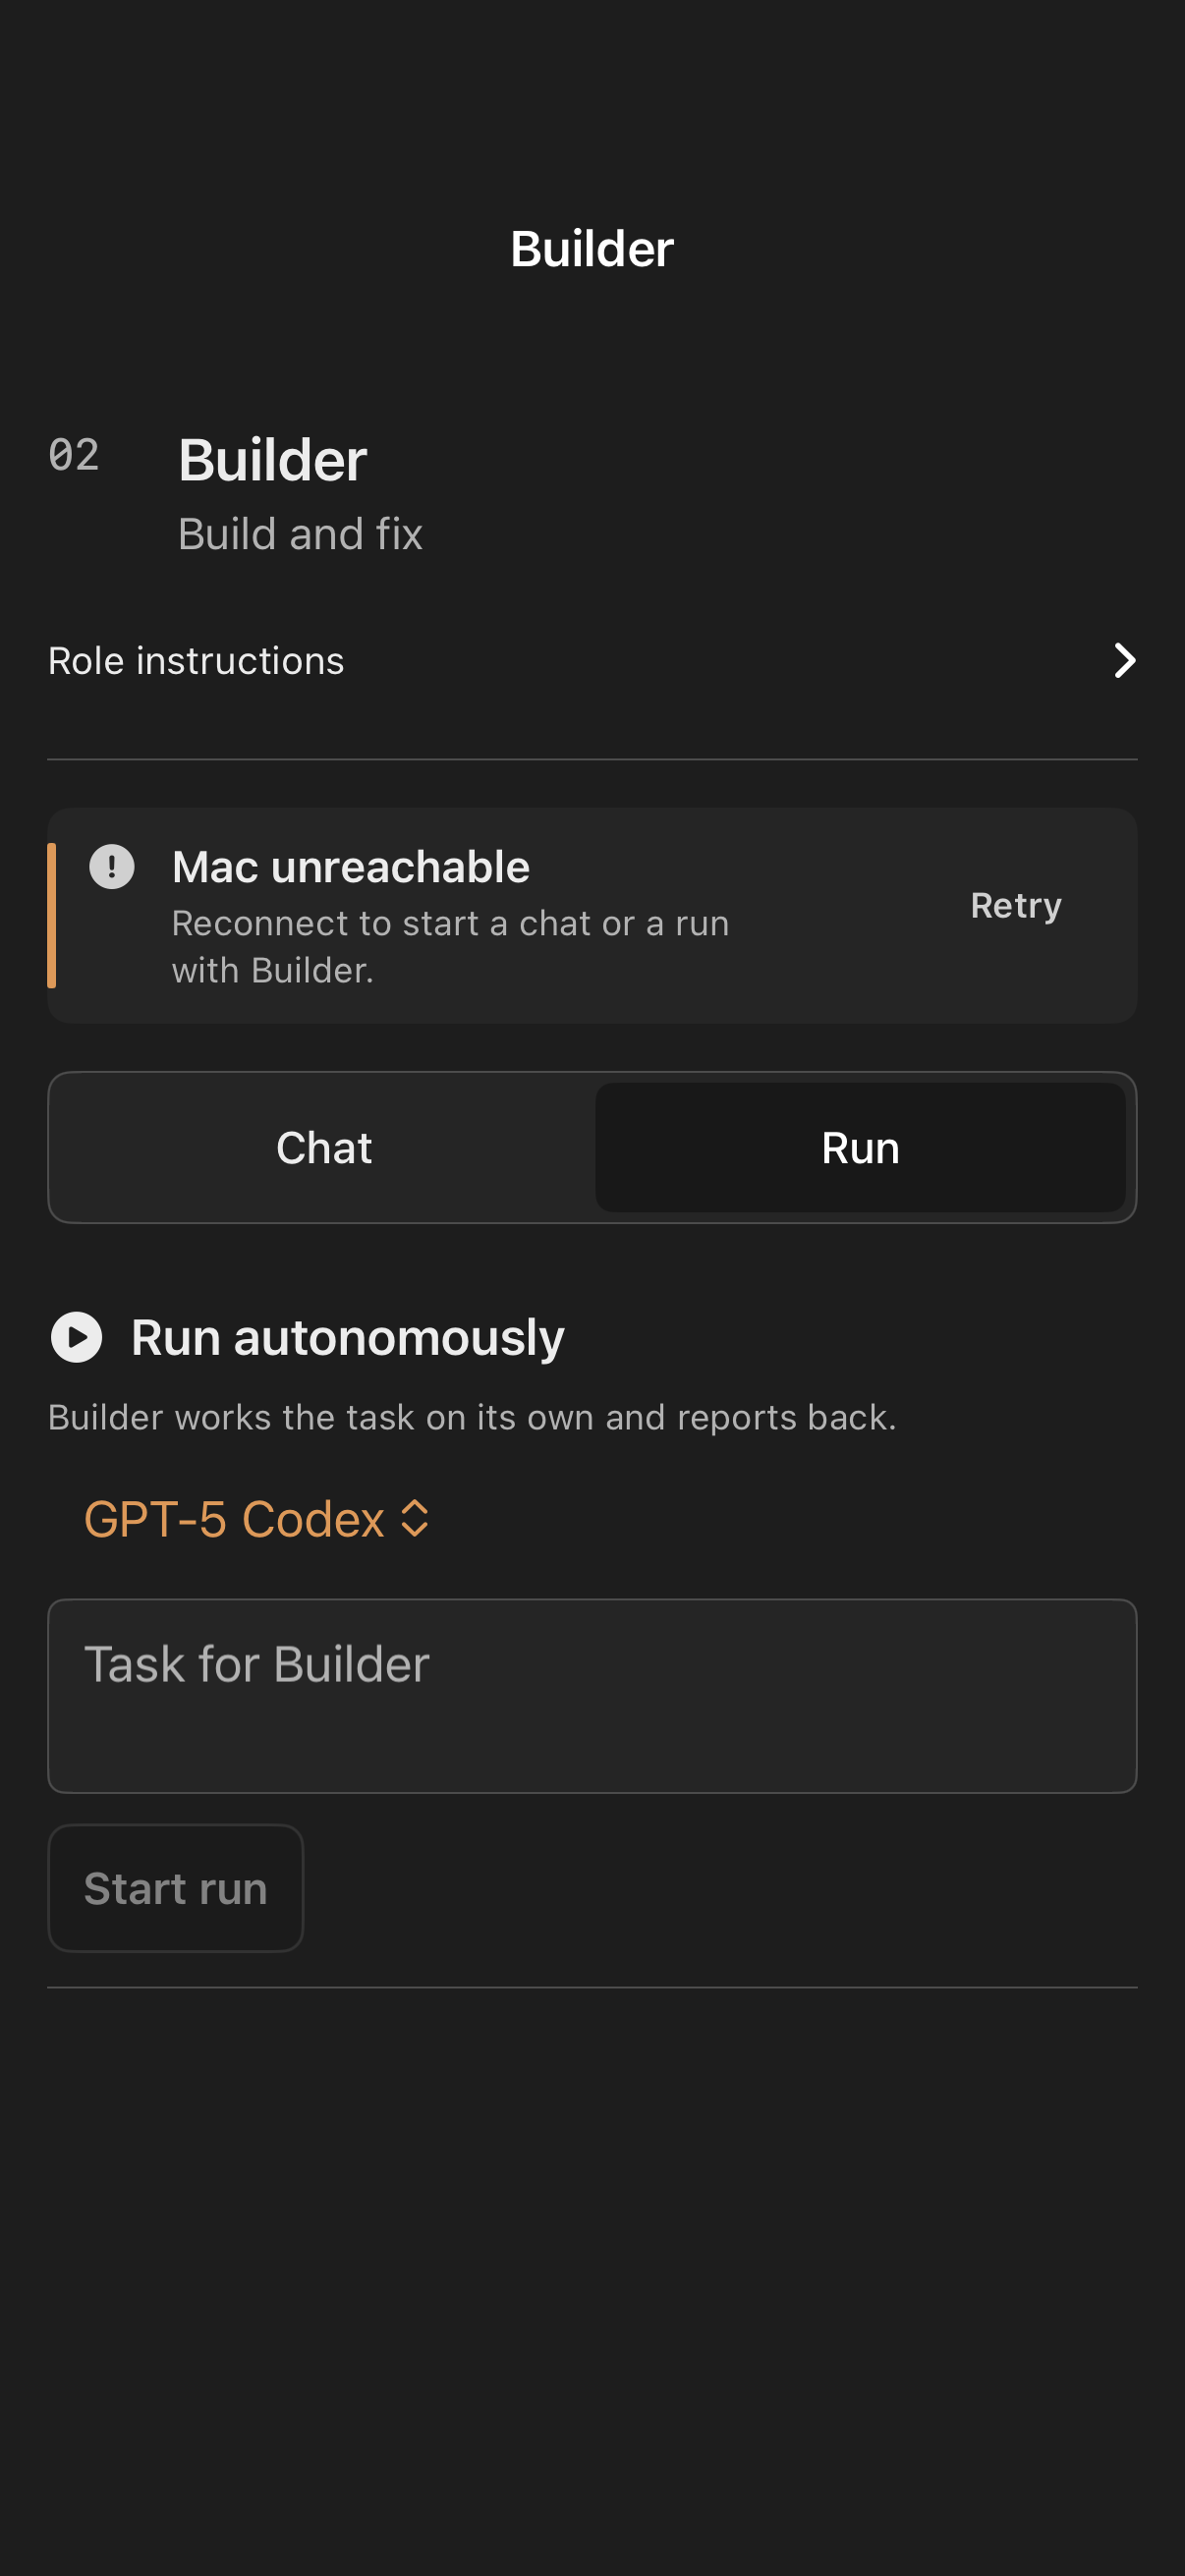 Builder
02
Builder
Build and fix
Role instructions
Mac unreachable
Reconnect to start a chat or a run
with Builder.
Retry
Chat
Run
Run autonomously
Builder works the task on its own and reports back.
GPT-5 Codex
Task for Builder
Start run